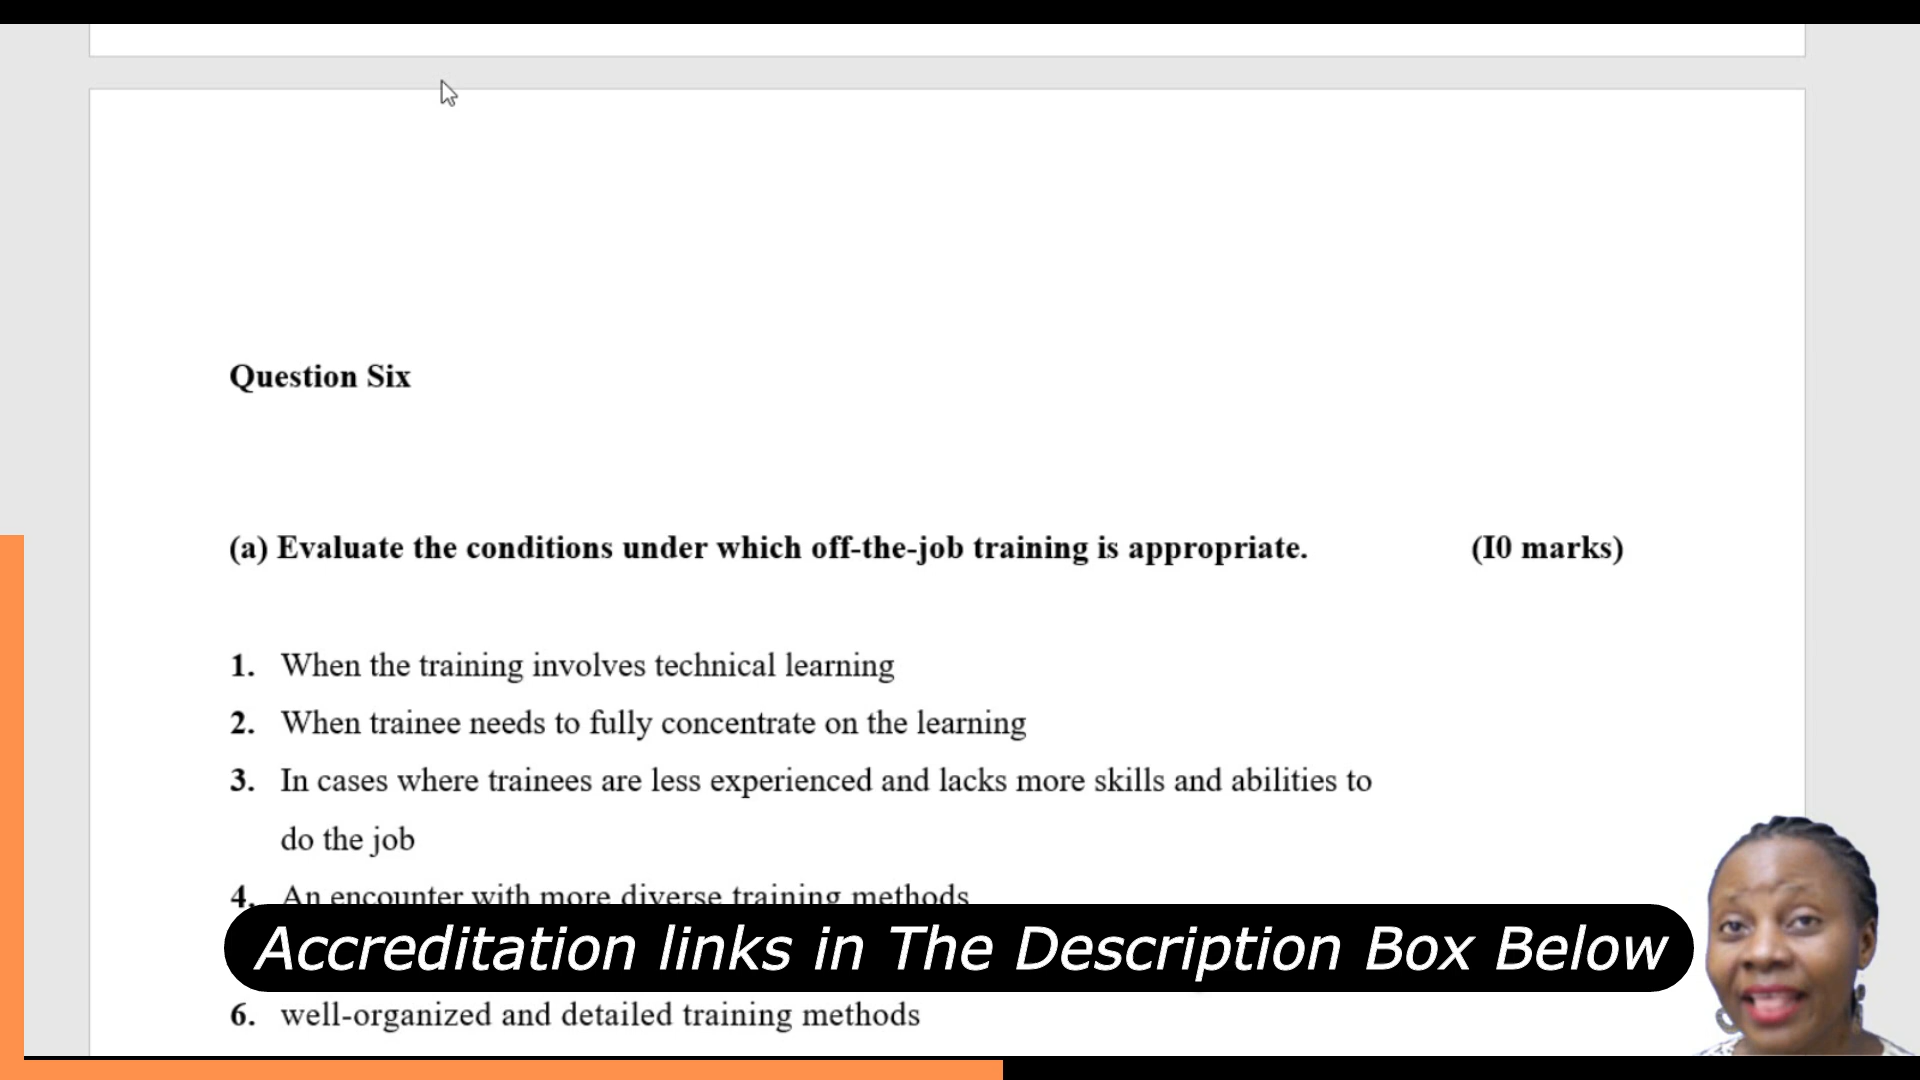 Question Six
(a) Evaluate the conditions under which off-the-job training is appropriate. (I0 marks)
1. When the training involves technical learning
2. When trainee needs to fully concentrate on the learning
3. In cases where trainees are less experienced and lacks more skills and abilities to
do the job
4. An encounter with more diverse training methods
Accreditation links in The Description Box Below
6. well-organized and detailed training methods